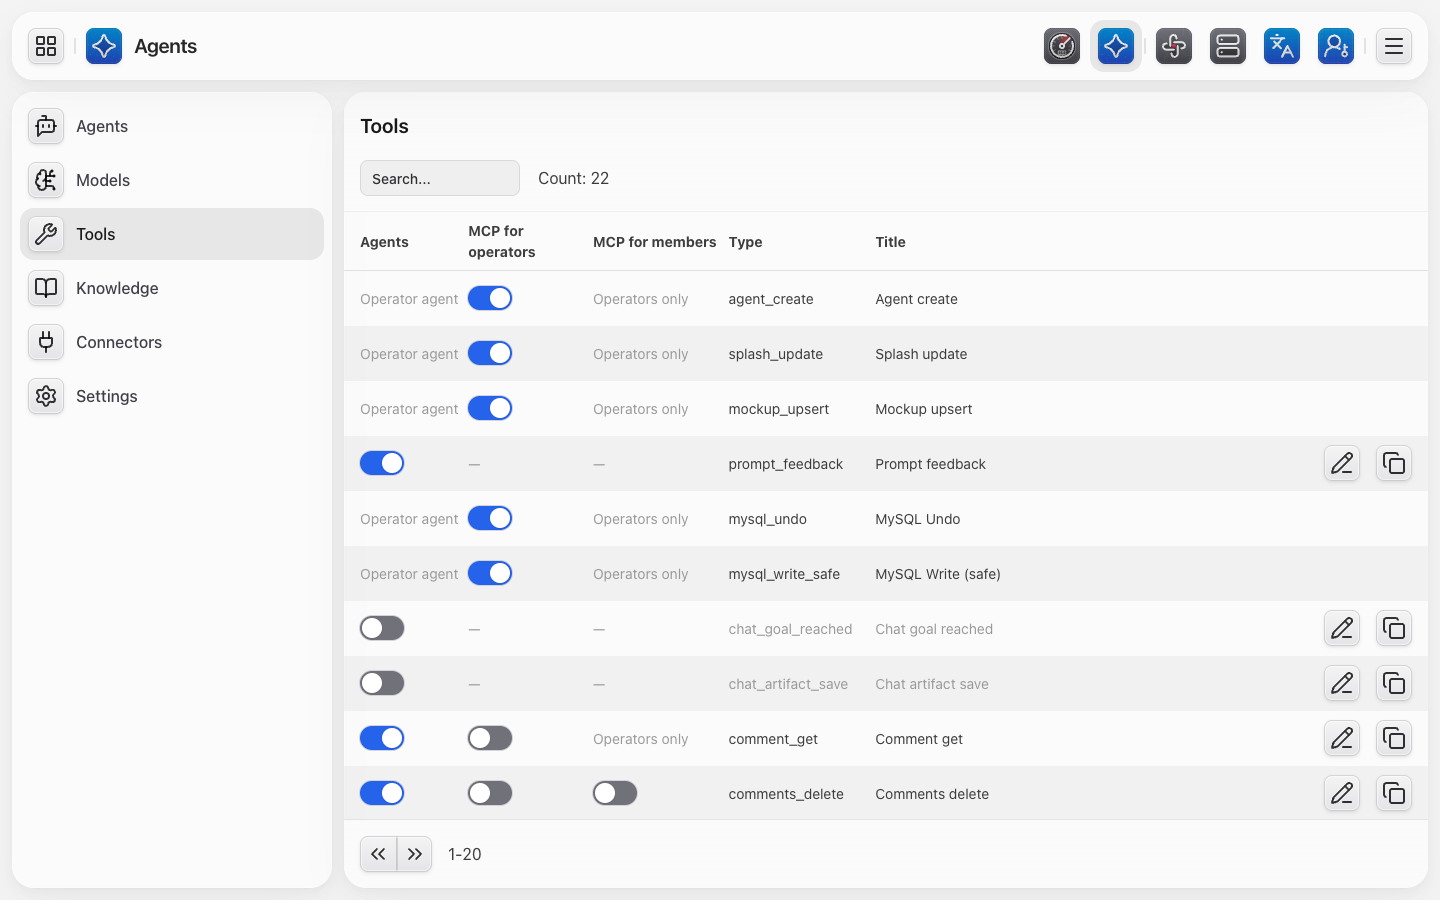 Agents
Agents
Models
Tools
Knowledge
Connectors
Settings
Tools
Search...
Count: 22
Agents
MCP for operators
MCP for members
Type
Title
Operator agent
Operators only
agent_create
Agent create
Operator agent
Operators only
splash_update
Splash update
Operator agent
Operators only
mockup_upsert
Mockup upsert
—
—
prompt_feedback
Prompt feedback
Operator agent
Operators only
mysql_undo
MySQL Undo
Operator agent
Operators only
mysql_write_safe
MySQL Write (safe)
—
—
chat_goal_reached
Chat goal reached
—
—
chat_artifact_save
Chat artifact save
Operators only
comment_get
Comment get
comments_delete
Comments delete
1-20